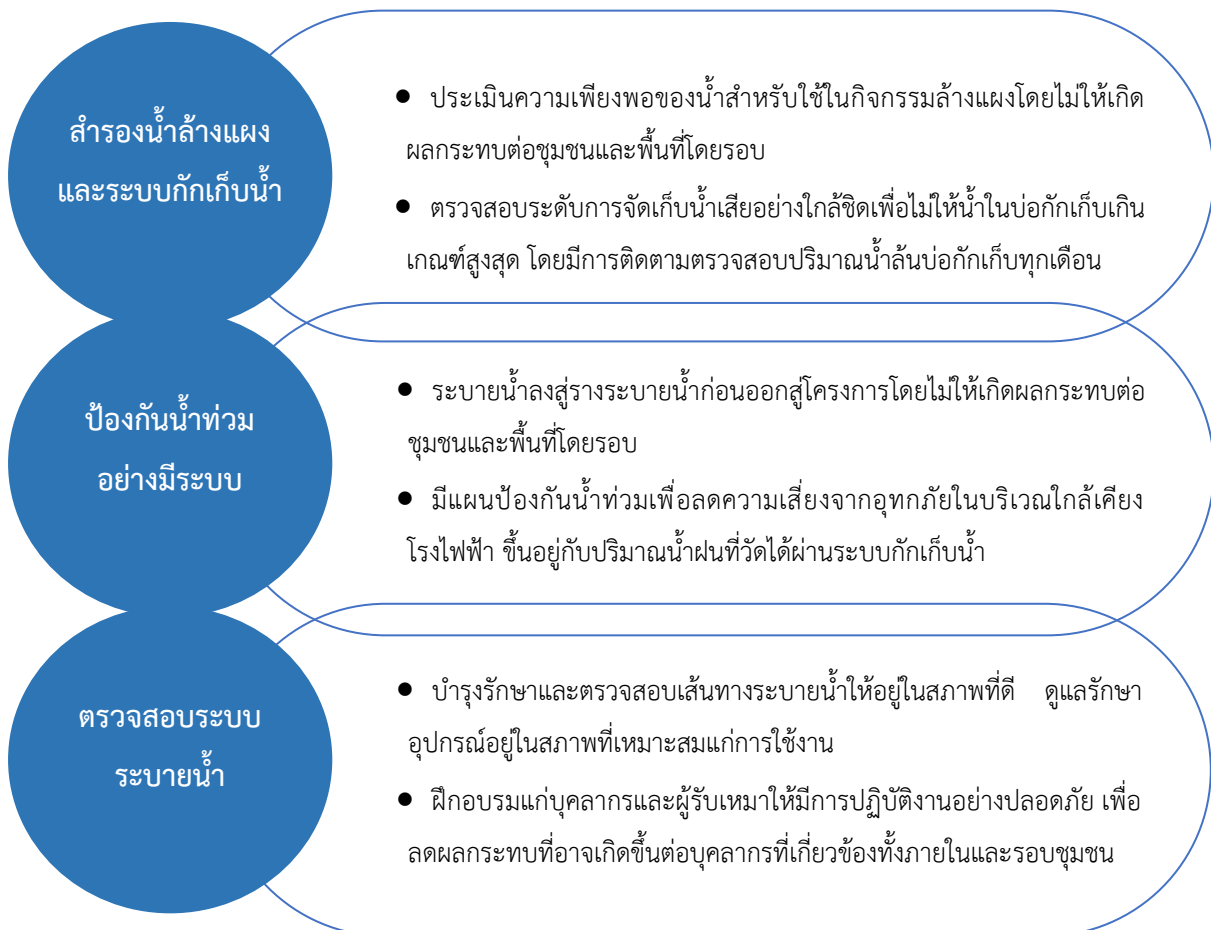 สำรองน้ำล้างแผง
และระบบกักเก็บน้ำ
● ประเมินความเพียงพอของน้ำสำหรับใช้ในกิจกรรมล้างแผงโดยไม่ให้เกิด
ผลกระทบต่อชุมชนและพื้นที่โดยรอบ
● ตรวจสอบระดับการจัดเก็บน้ำเสียอย่างใกล้ชิดเพื่อไม่ให้น้ำในบ่อกักเก็บเกิน
เกณฑ์สูงสุด โดยมีการติดตามตรวจสอบปริมาณน้ำล้นบ่อกักเก็บทุกเดือน
ป้องกันน้ำท่วม
อย่างมีระบบ
● ระบายน้ำลงสู่รางระบายน้ำก่อนออกสู่โครงการโดยไม่ให้เกิดผลกระทบต่อ
ชุมชนและพื้นที่โดยรอบ
● มีแผนป้องกันน้ำท่วมเพื่อลดความเสี่ยงจากอุทกภัยในบริเวณใกล้เคียง
โรงไฟฟ้า ขึ้นอยู่กับปริมาณน้ำฝนที่วัดได้ผ่านระบบกักเก็บน้ำ
ตรวจสอบระบบ
ระบายน้ำ
● บำรุงรักษาและตรวจสอบเส้นทางระบายน้ำให้อยู่ในสภาพที่ดี ดูแลรักษา
อุปกรณ์อยู่ในสภาพที่เหมาะสมแก่การใช้งาน
● ฝึกอบรมแก่บุคลากรและผู้รับเหมาให้มีการปฏิบัติงานอย่างปลอดภัย เพื่อ
ลดผลกระทบที่อาจเกิดขึ้นต่อบุคลากรที่เกี่ยวข้องทั้งภายในและรอบชุมชน